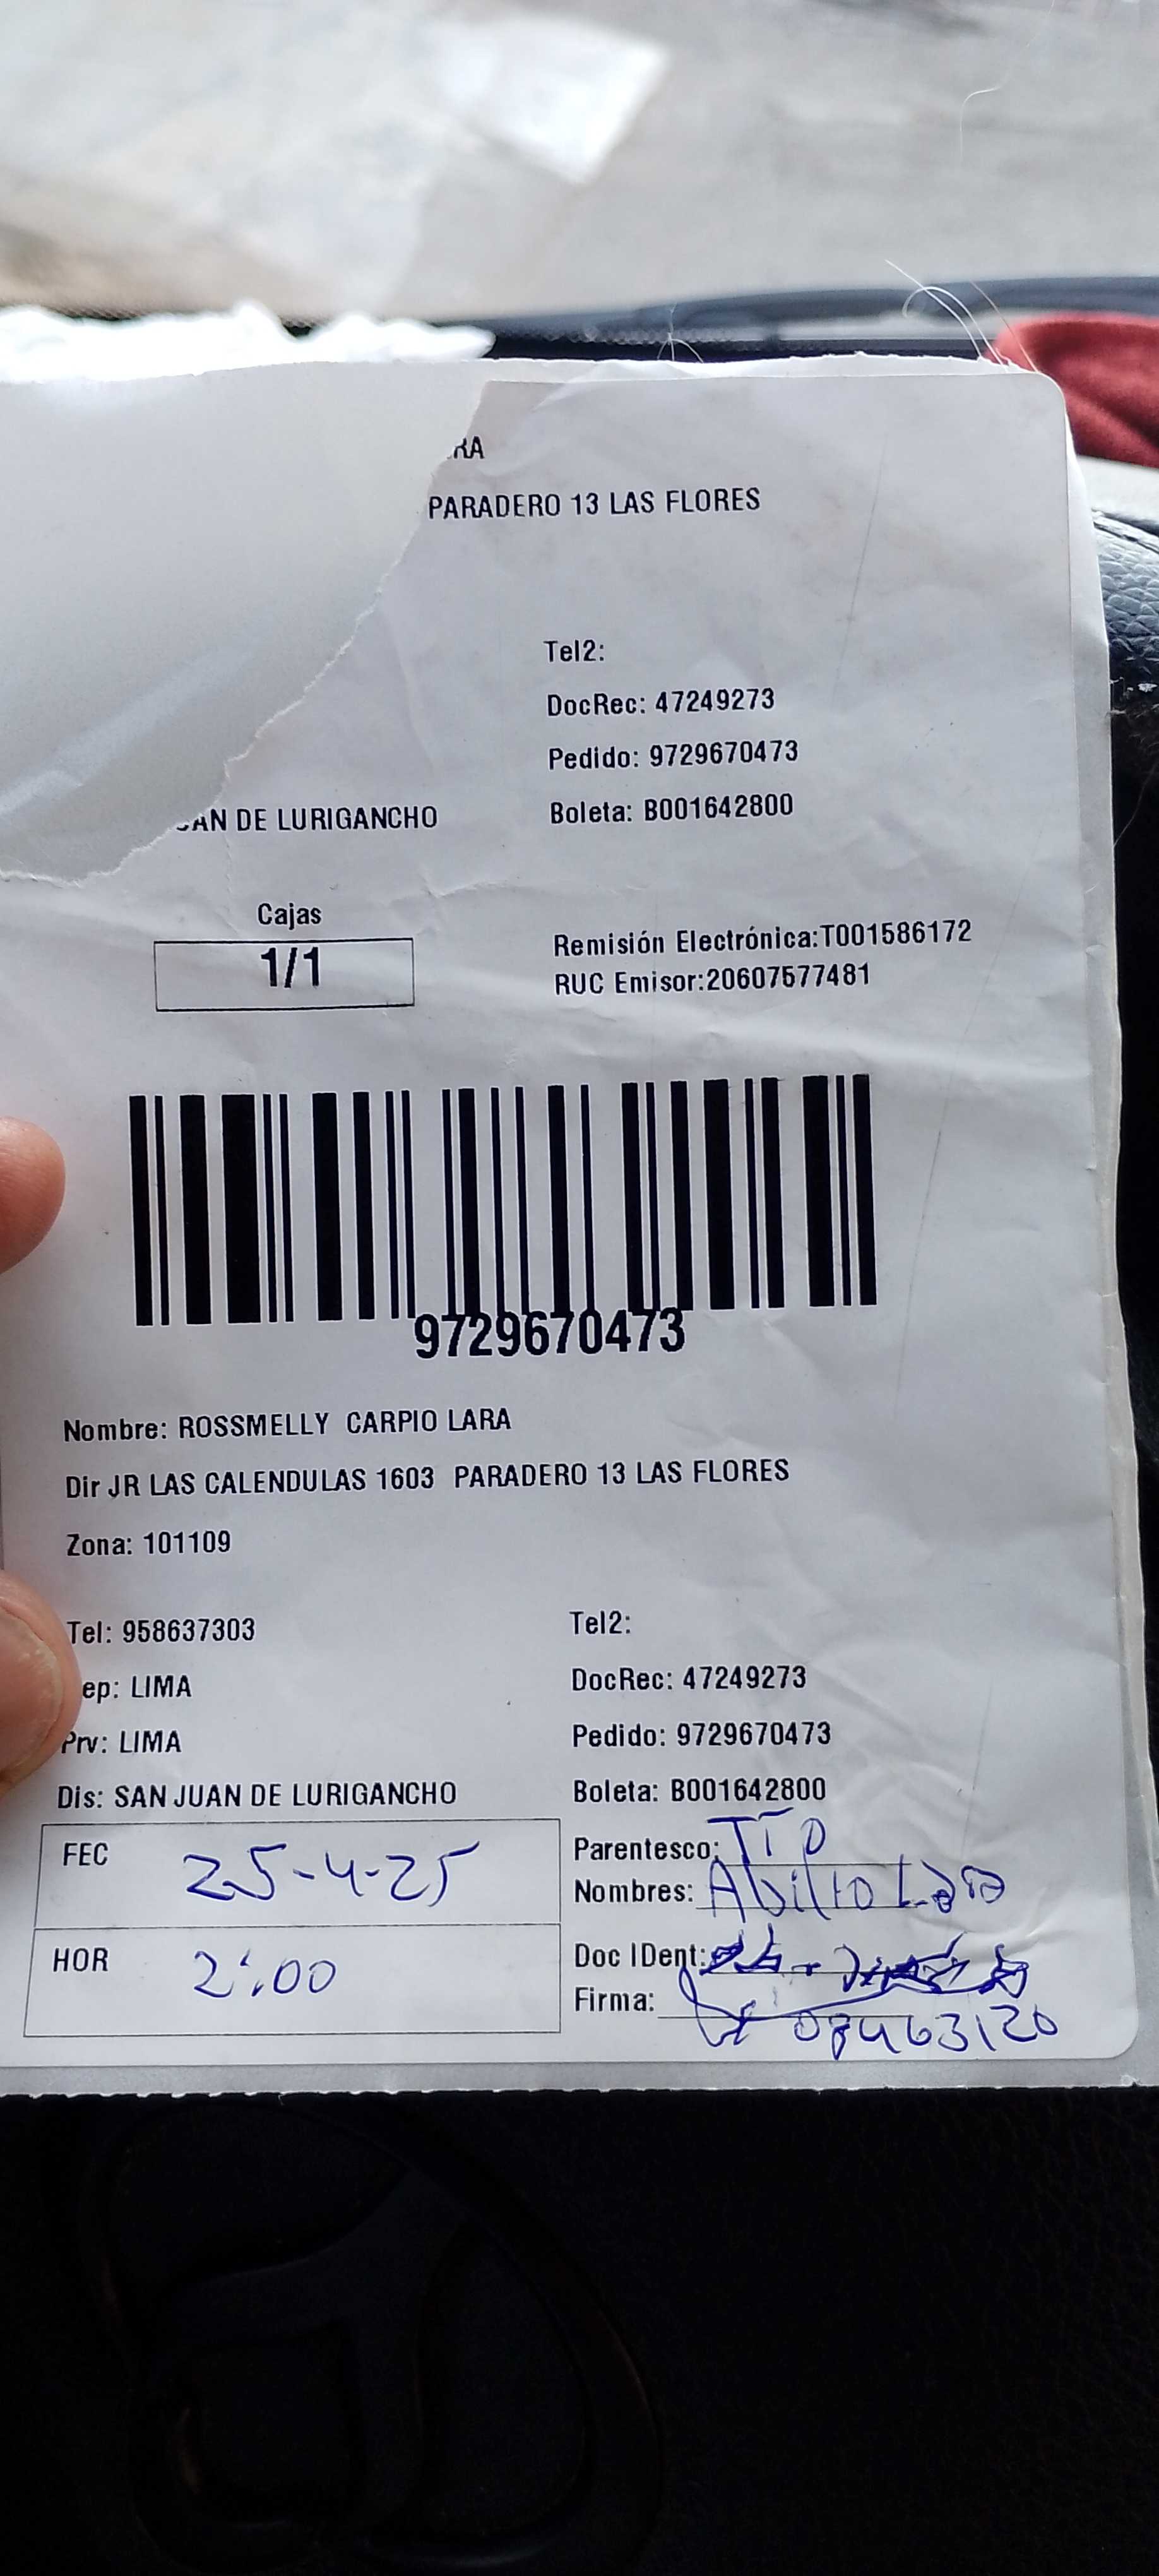 RA
PARADERO 13 LAS FLORES
Tel2:
DocRec: 47249273
Pedido: 9729670473
AN DE LURIGANCHO
Boleta: B001642800
Cajas
1/1
Remisión Electrónica:T001586172
RUC Emisor:20607577481
9729670473
Nombre: ROSSMELLY CARPIO LARA
Dir JR LAS CALENDULAS 1603 PARADERO 13 LAS FLORES
Zona: 101109
Tel: 958637303
Tel2:
ep: LIMA
DocRec: 47249273
Prv: LIMA
Pedido: 9729670473
Dis: SAN JUAN DE LURIGANCHO
Boleta: B001642800
FEC 25-4-25
Parentesco: TIO
Nombres: Abilio Lara
HOR 2:00
Doc IDent:
Firma:
08463120